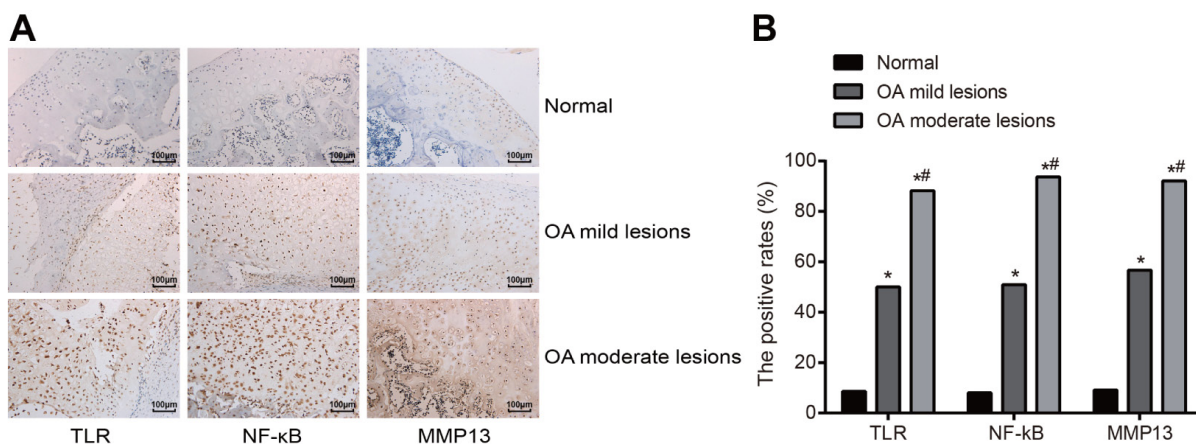 A
100μm 100μm 100μm
Normal
100μm 100μm 100μm
OA mild lesions
100μm 100μm 100μm
OA moderate lesions
TLR NF-κB MMP13
B
Normal
OA mild lesions
OA moderate lesions
The positive rates (%)
100
80
60
40
20
0
*# *# *#
* * *
TLR NF-kB MMP13